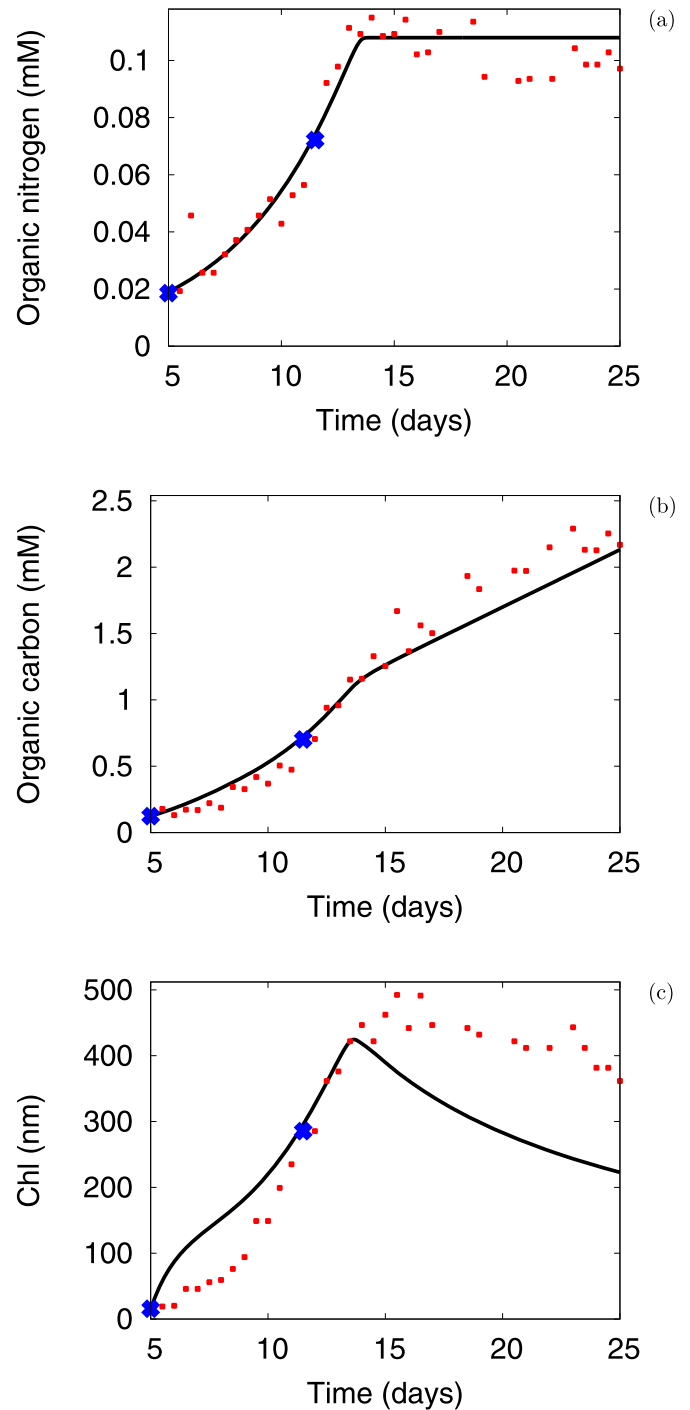 (a)
Organic nitrogen (mM)
0.1
0.08
0.06
0.04
0.02
0
5 10 15 20 25
Time (days)
(b)
Organic carbon (mM)
2.5
2
1.5
1
0.5
0
5 10 15 20 25
Time (days)
(c)
Chl (nm)
500
400
300
200
100
0
5 10 15 20 25
Time (days)